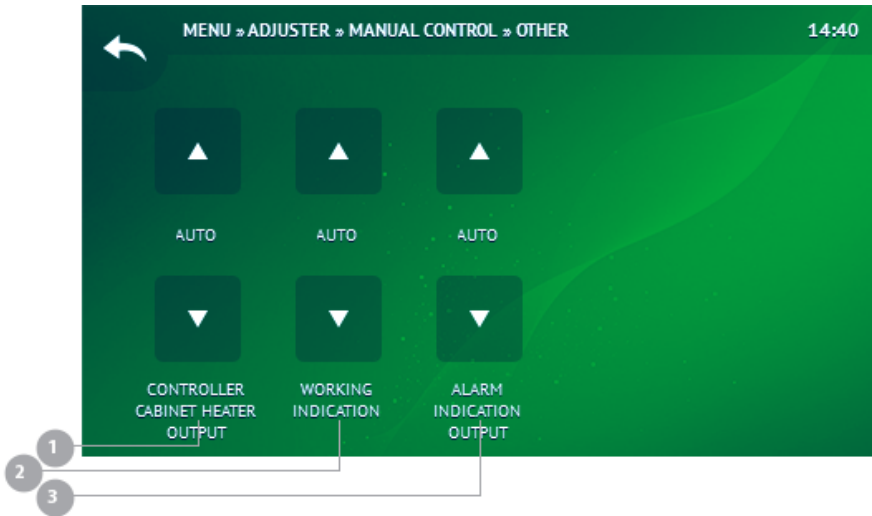 MENU » ADJUSTER » MANUAL CONTROL » OTHER 14:40
AUTO AUTO AUTO
CONTROLLER
CABINET HEATER
OUTPUT
WORKING
INDICATION
ALARM
INDICATION
OUTPUT
1
2
3